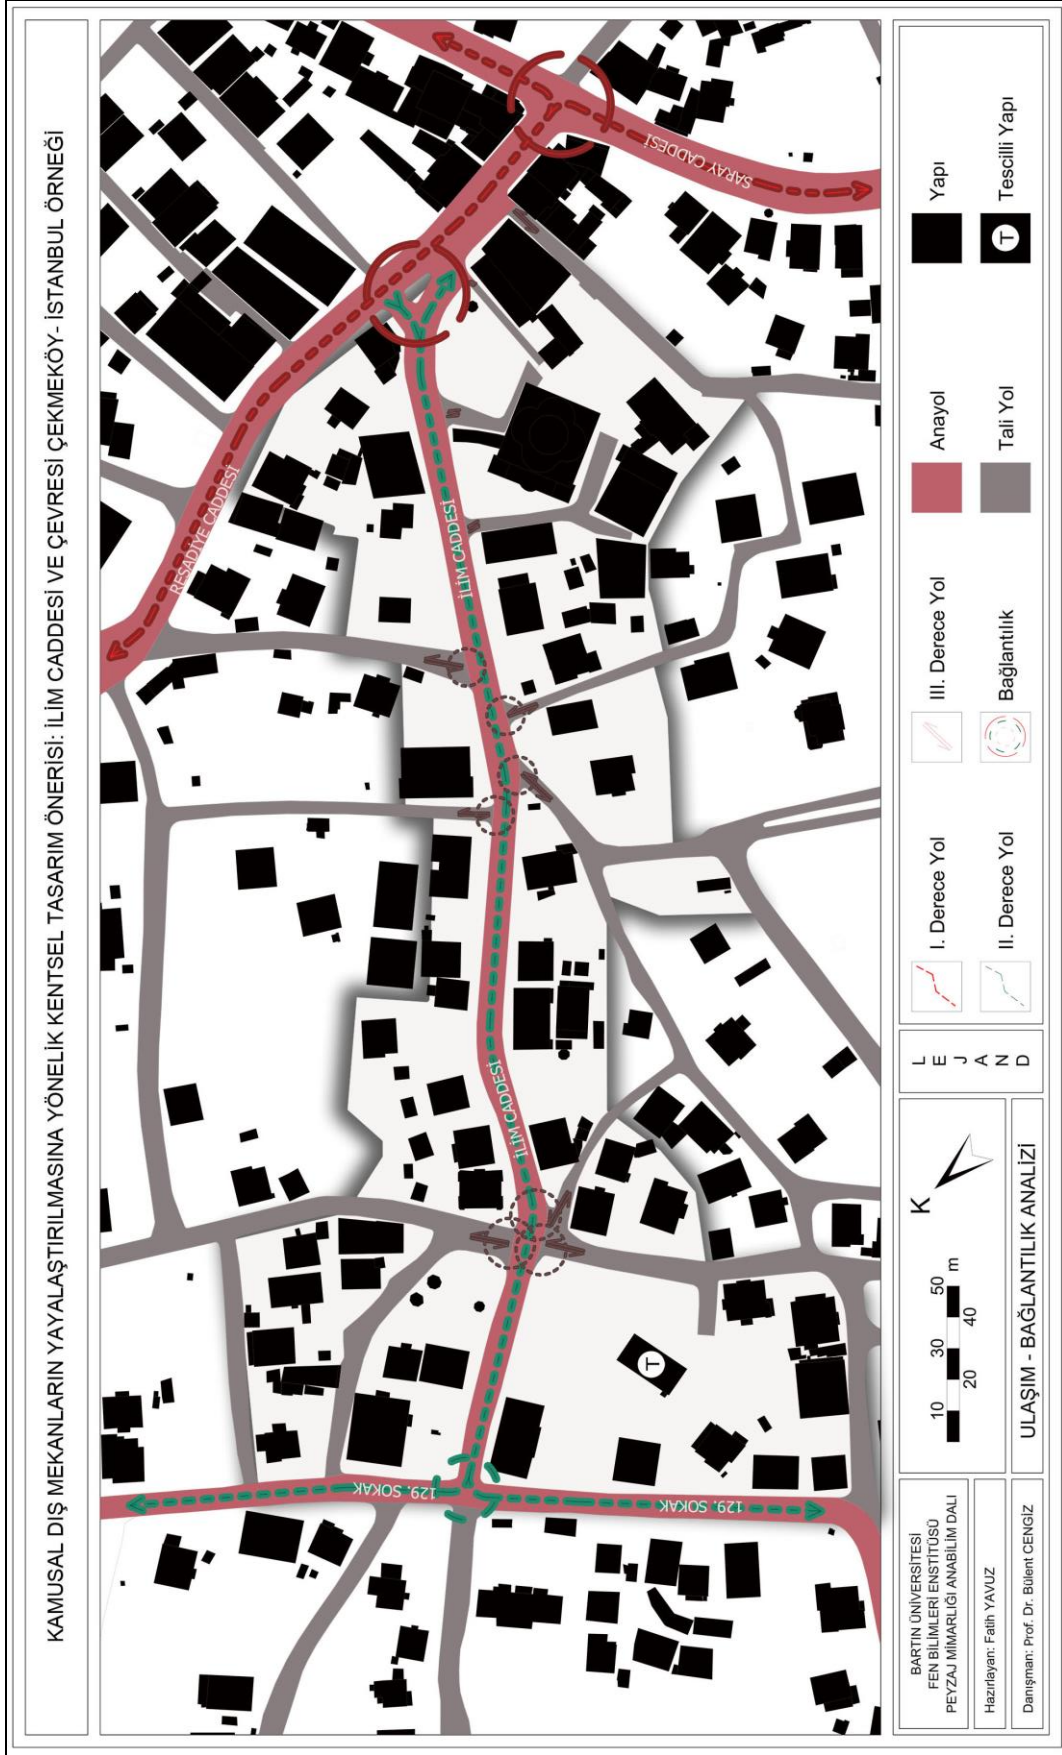 KAMUSAL DIŞ MEKANLARIN YAYALAŞTIRILMASINA YÖNELİK KENTSEL TASARIM ÖNERİSİ: İLİM CADDESİ VE ÇEVRESİ ÇEKMEKÖY- İSTANBUL ÖRNEĞİ
129. SOKAK
129. SOKAK
İLİM CADDESİ
İLİM CADDESİ
REŞADİYE CADDESİ
SARAY CADDESİ
T
BARTIN ÜNİVERSİTESİ
FEN BİLİMLERİ ENSTİTÜSÜ
PEYZAJ MİMARLIĞI ANABİLİM DALI
Hazırlayan: Fatih YAVUZ
Danışman: Prof. Dr. Bülent CENGİZ
10 30 50 m
20 40
K
ULAŞIM - BAĞLANTILIK ANALİZİ
L
E
J
A
N
D
I. Derece Yol
II. Derece Yol
III. Derece Yol
Bağlantılık
Anayol
Tali Yol
Yapı
T
Tescilli Yapı